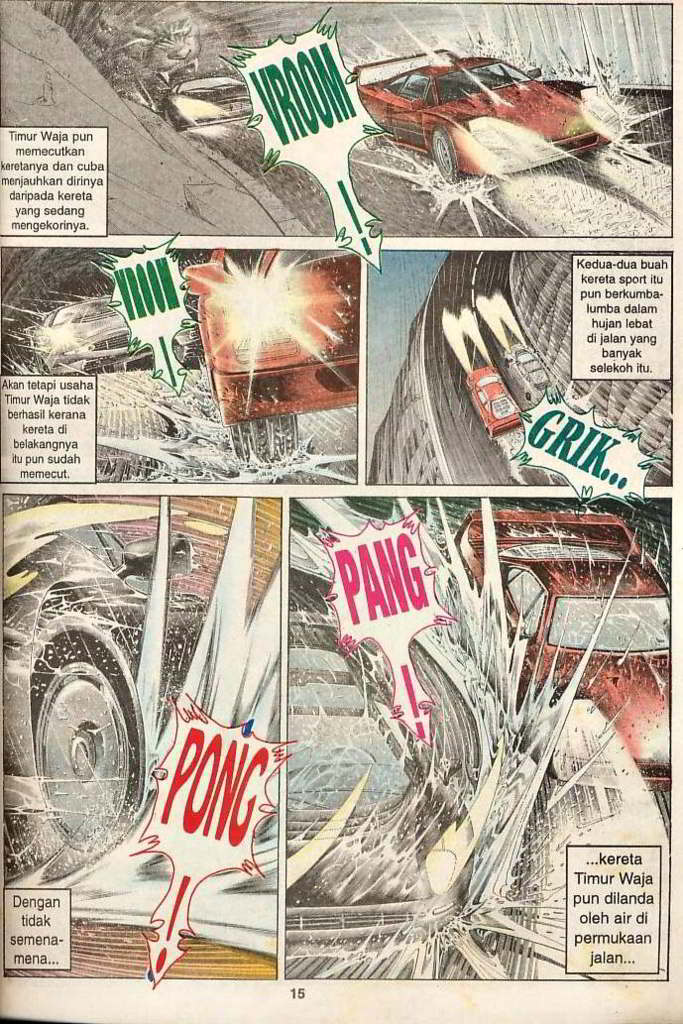 VROOM
!
Timur Waja pun
memecutkan
keretanya dan cuba
menjauhkan dirinya
daripada kereta
yang sedang
mengekorinya.
VROOM
!
Akan tetapi usaha
Timur Waja tidak
berhasil kerana
kereta di
belakangnya
itu pun sudah
memecut.
Kedua-dua buah
kereta sport itu
pun berkumba-
lumba dalam
hujan lebat
di jalan yang
banyak
selekoh itu.
GRIK...
PONG
!
Dengan
tidak
semena-
mena...
PANG
!
...kereta
Timur Waja
pun dilanda
oleh air di
permukaan
jalan...
15